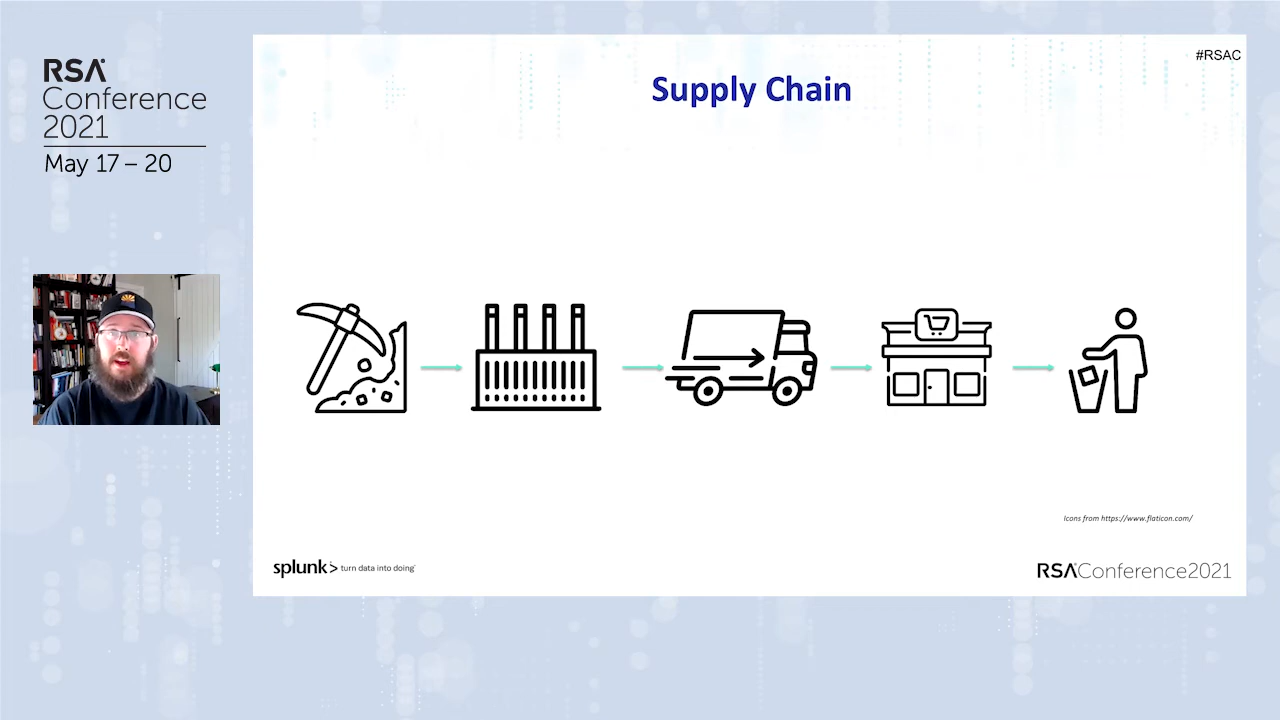 RSA
Conference
2021
May 17 – 20
#RSAC
Supply Chain
Icons from https://www.flaticon.com/
splunk> turn data into doing
RSAConference2021